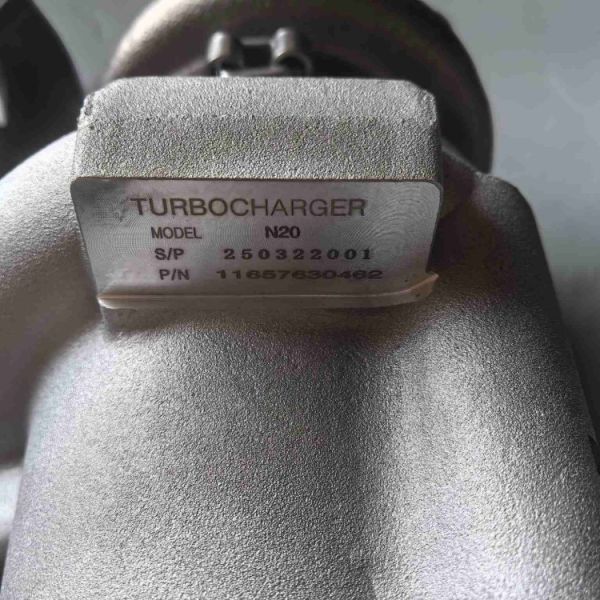 TURBOCHARGER
MODEL N20
S/P 250322001
P/N 11657630462